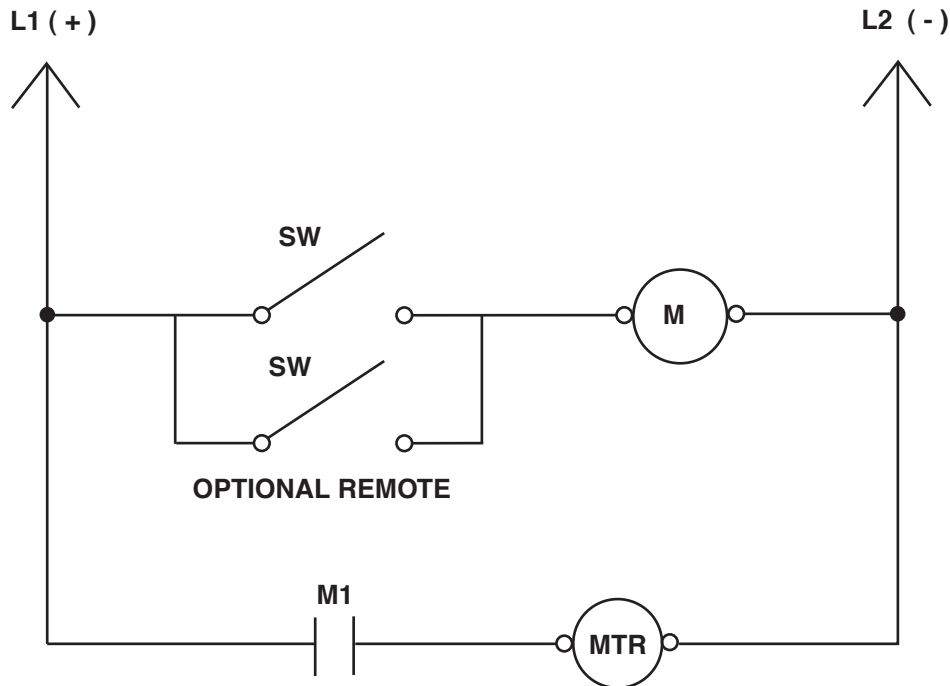 L1 ( + )
L2 ( - )
SW
M
SW
OPTIONAL REMOTE
M1
MTR